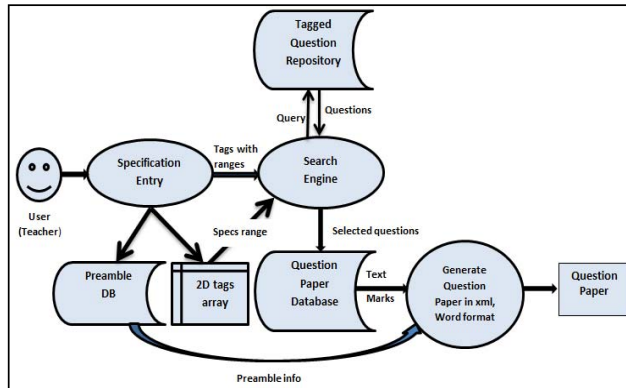 Tagged
Question
Repository
Query
Questions
Specification
Entry
Tags with
ranges
Search
Engine
User
(Teacher)
Specs range
Selected questions
Preamble
DB
2D tags
array
Question
Paper
Database
Text
Marks
Generate
Question
Paper in xml,
Word format
Question
Paper
Preamble info